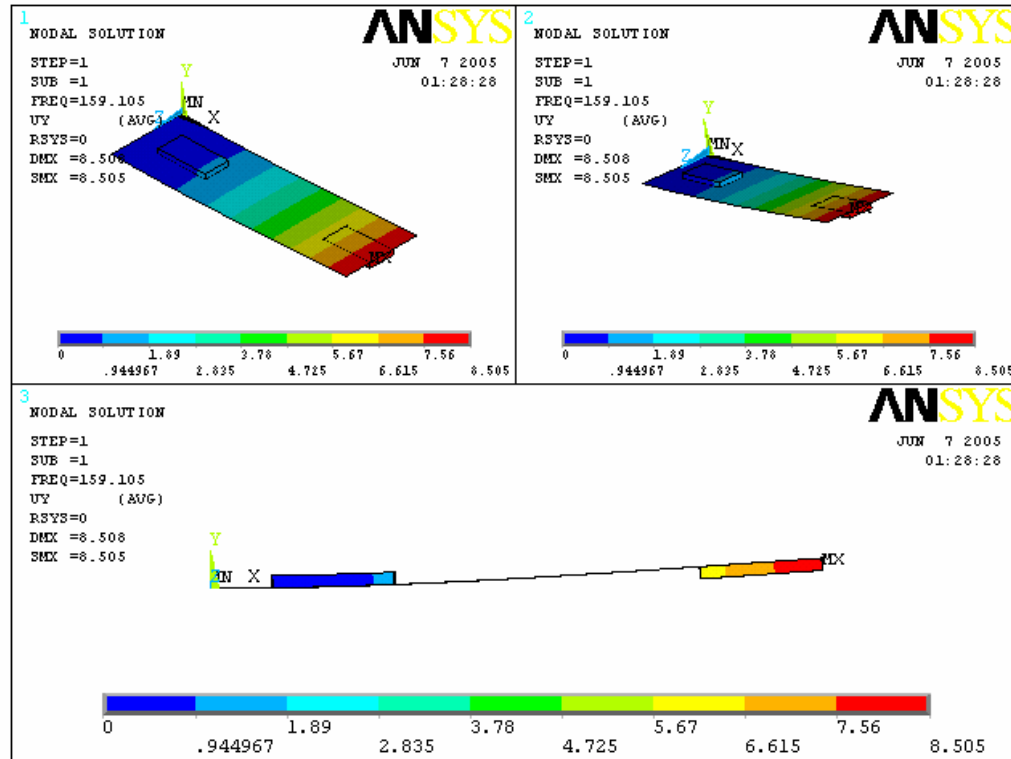 1
NODAL SOLUTION
ANSYS
STEP=1
SUB =1
FREQ=159.105
UY (AVG)
RSYS=0
DMX =8.508
SMX =8.505
JUN 7 2005
01:28:28
Y
MN
Z
X
MX
0 1.89 3.78 5.67 7.56
.944967 2.835 4.725 6.615 8.505
2
NODAL SOLUTION
ANSYS
STEP=1
SUB =1
FREQ=159.105
UY (AVG)
RSYS=0
DMX =8.508
SMX =8.505
JUN 7 2005
01:28:28
Y
MN X
Z
MX
0 1.89 3.78 5.67 7.56
.944967 2.835 4.725 6.615 8.505
3
NODAL SOLUTION
ANSYS
STEP=1
SUB =1
FREQ=159.105
UY (AVG)
RSYS=0
DMX =8.508
SMX =8.505
JUN 7 2005
01:28:28
Y
MN X
MX
0 1.89 3.78 5.67 7.56
.944967 2.835 4.725 6.615 8.505